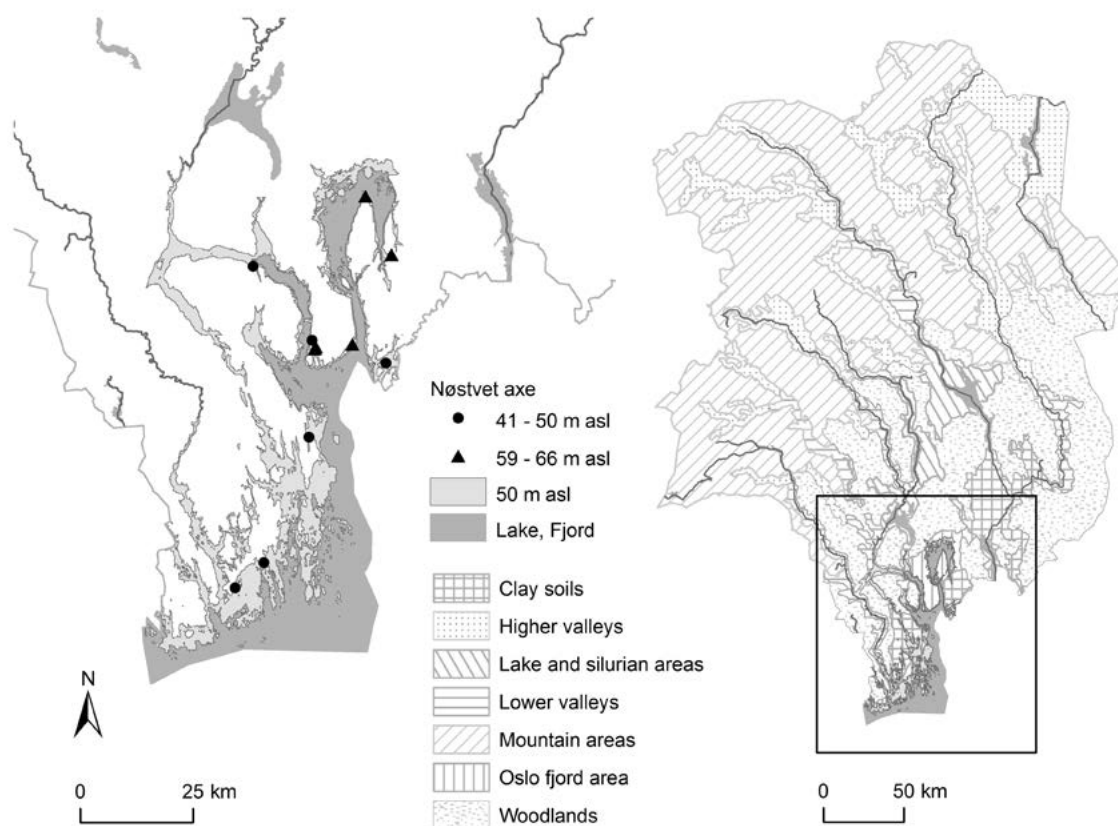 Nøstvet axe
41 - 50 m asl
59 - 66 m asl
50 m asl
Lake, Fjord
Clay soils
Higher valleys
Lake and silurian areas
Lower valleys
Mountain areas
Oslo fjord area
Woodlands
N
0 25 km
0 50 km